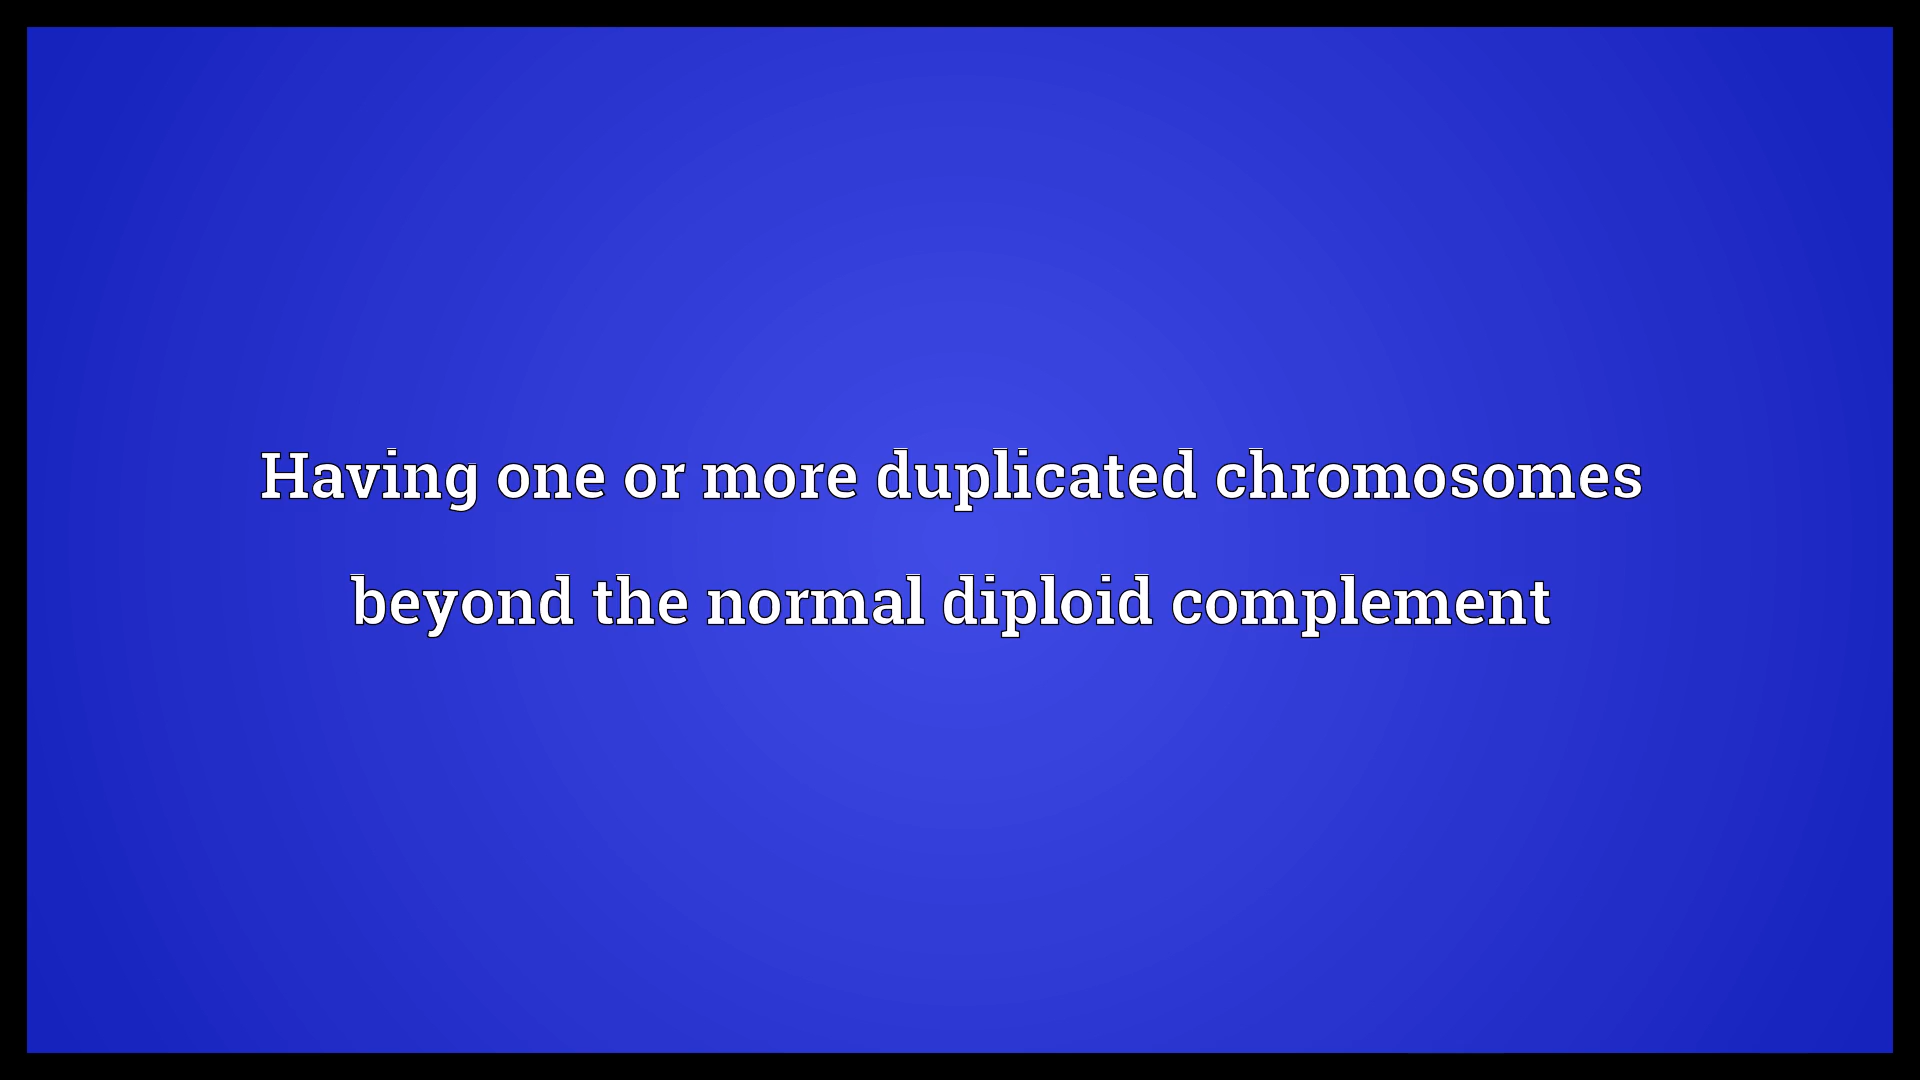 Having one or more duplicated chromosomes
beyond the normal diploid complement